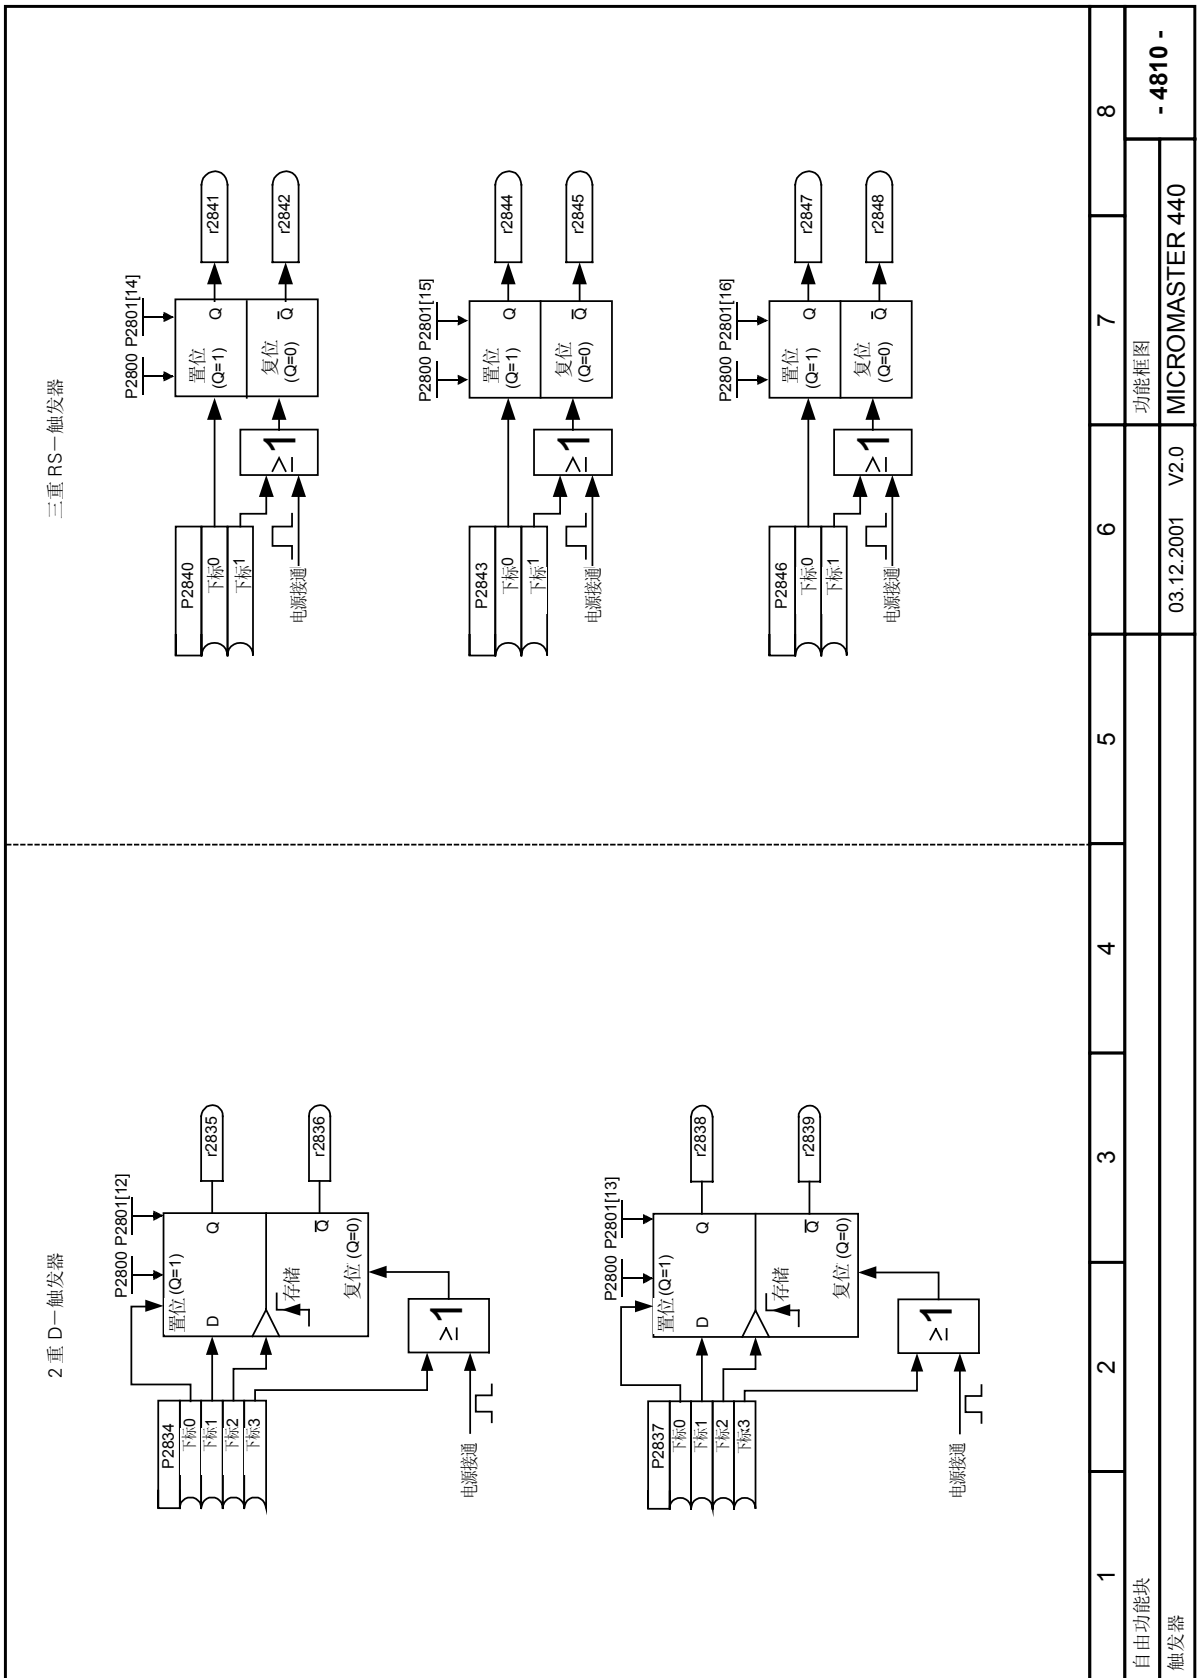 2 重 D－触发器
P2800 P2801[12]
P2834
下标0
下标1
下标2
下标3
置位 (Q=1)
D
Q
存储
Q̅
复位 (Q=0)
≥1
电源接通
r2835
r2836
P2800 P2801[13]
P2837
下标0
下标1
下标2
下标3
置位 (Q=1)
D
Q
存储
Q̅
复位 (Q=0)
≥1
电源接通
r2838
r2839
三重 RS－触发器
P2800 P2801[14]
P2840
下标0
下标1
电源接通
≥1
置位
(Q=1)
Q
复位
(Q=0)
Q̅
r2841
r2842
P2800 P2801[15]
P2843
下标0
下标1
电源接通
≥1
置位
(Q=1)
Q
复位
(Q=0)
Q̅
r2844
r2845
P2800 P2801[16]
P2846
下标0
下标1
电源接通
≥1
置位
(Q=1)
Q
复位
(Q=0)
Q̅
r2847
r2848
1 2 3 4 5 6 7 8
自由功能块
功能框图
触发器
03.12.2001 V2.0
MICROMASTER 440
- 4810 -